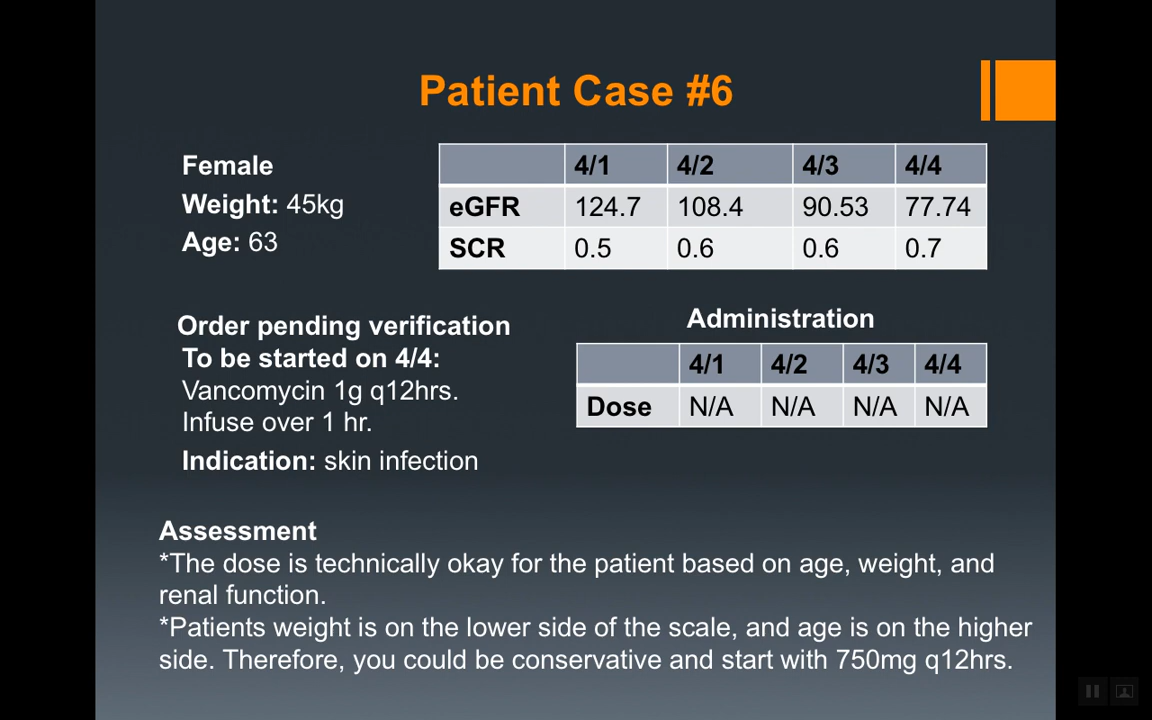 Patient Case #6
Female
Weight: 45kg
Age: 63
4/1 4/2 4/3 4/4
eGFR 124.7 108.4 90.53 77.74
SCR 0.5 0.6 0.6 0.7
Order pending verification
To be started on 4/4:
Vancomycin 1g q12hrs.
Infuse over 1 hr.
Indication: skin infection
Administration
4/1 4/2 4/3 4/4
Dose N/A N/A N/A N/A
Assessment
*The dose is technically okay for the patient based on age, weight, and
renal function.
*Patients weight is on the lower side of the scale, and age is on the higher
side. Therefore, you could be conservative and start with 750mg q12hrs.